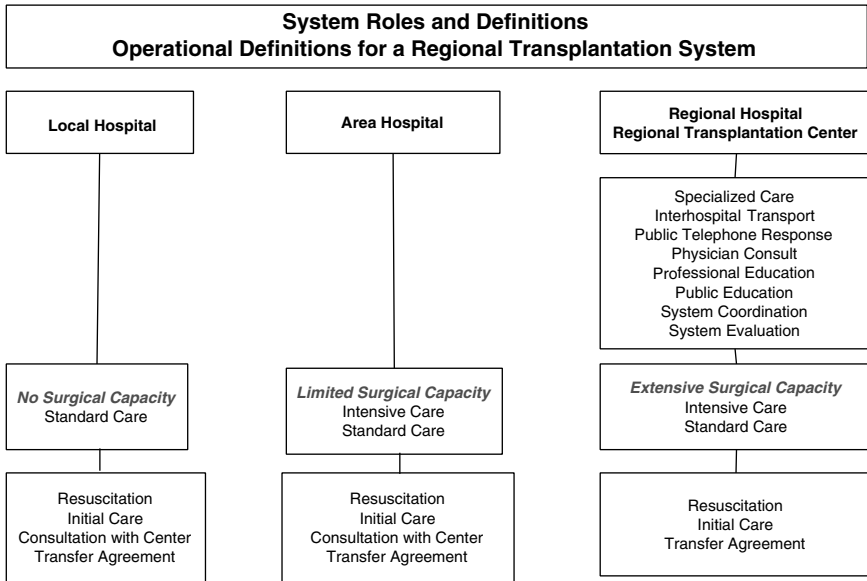 System Roles and Definitions
Operational Definitions for a Regional Transplantation System
Local Hospital
Area Hospital
Regional Hospital
Regional Transplantation Center
Specialized Care
Interhospital Transport
Public Telephone Response
Physician Consult
Professional Education
Public Education
System Coordination
System Evaluation
No Surgical Capacity
Standard Care
Limited Surgical Capacity
Intensive Care
Standard Care
Extensive Surgical Capacity
Intensive Care
Standard Care
Resuscitation
Initial Care
Consultation with Center
Transfer Agreement
Resuscitation
Initial Care
Consultation with Center
Transfer Agreement
Resuscitation
Initial Care
Transfer Agreement